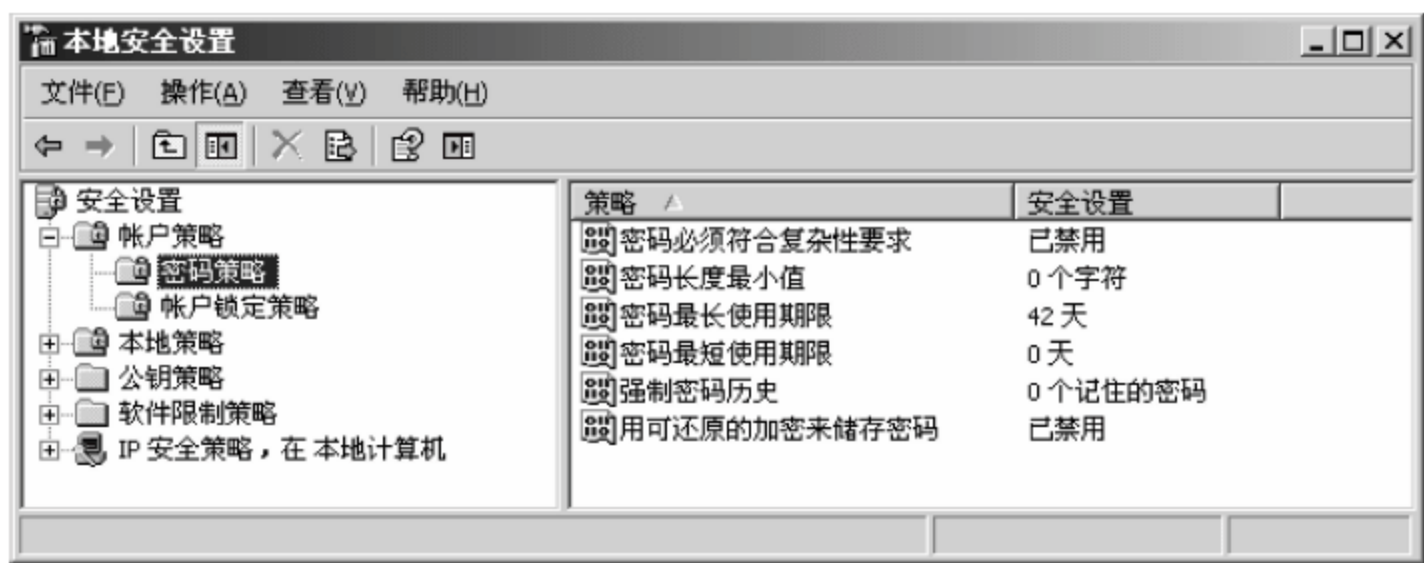 本地安全设置
文件(F) 操作(A) 查看(V) 帮助(H)
安全设置
帐户策略
密码策略
帐户锁定策略
本地策略
公钥策略
软件限制策略
IP 安全策略，在 本地计算机
策略 安全设置
密码必须符合复杂性要求 已禁用
密码长度最小值 0 个字符
密码最长使用期限 42 天
密码最短使用期限 0 天
强制密码历史 0 个记住的密码
用可还原的加密来储存密码 已禁用